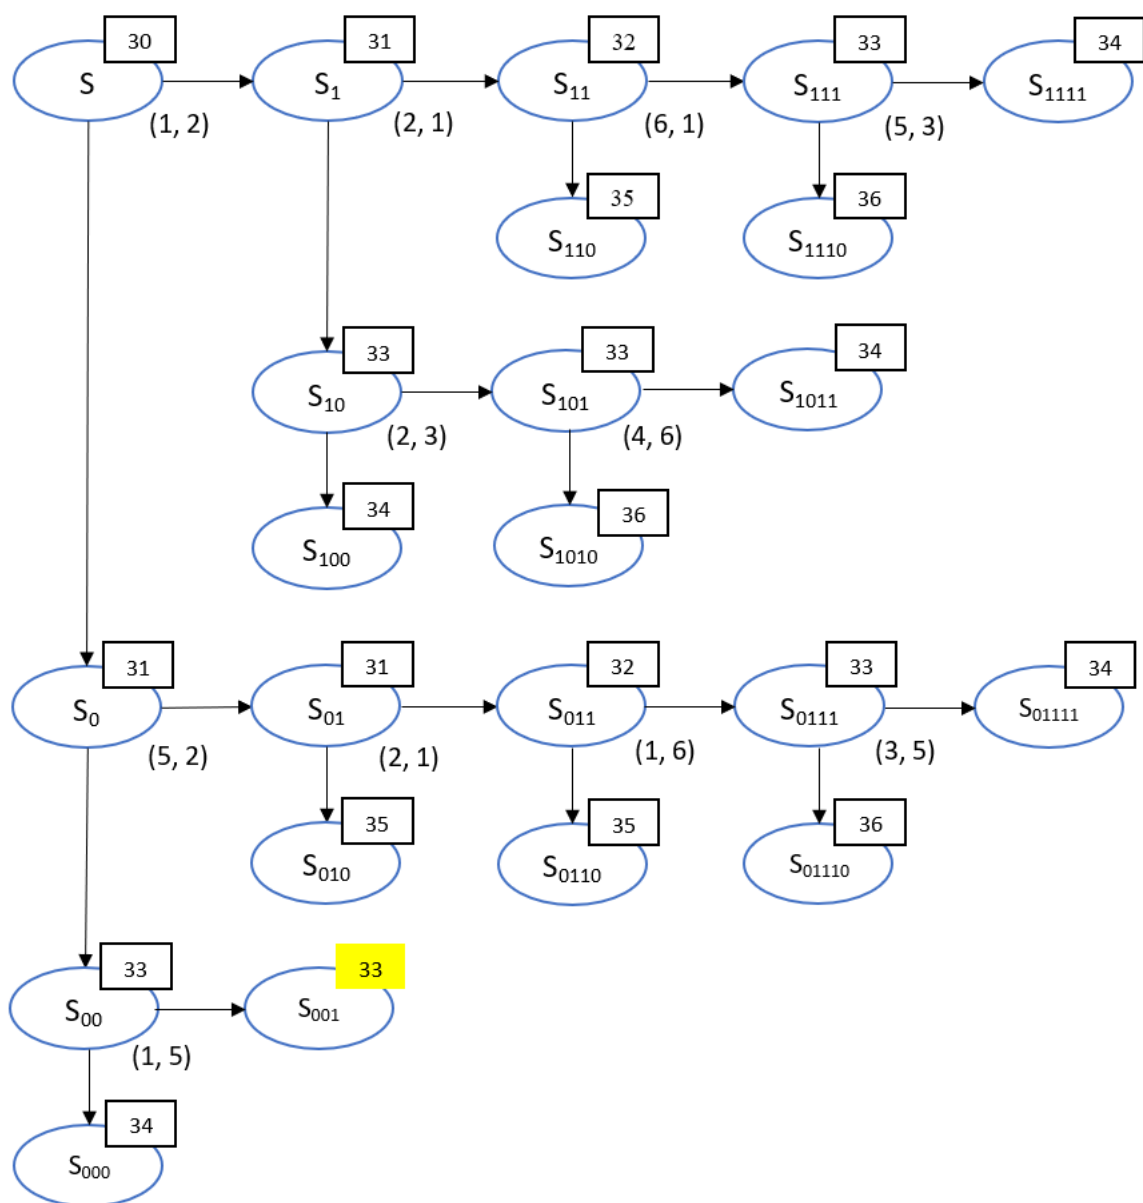 30 31 32 33 34
S S₁ S₁₁ S₁₁₁ S₁₁₁₁
(1, 2) (2, 1) (6, 1) (5, 3)
35 36
S₁₁₀ S₁₁₁₀
33 33 34
S₁₀ S₁₀₁ S₁₀₁₁
(2, 3) (4, 6)
34 36
S₁₀₀ S₁₀₁₀
31 31 32 33 34
S₀ S₀₁ S₀₁₁ S₀₁₁₁ S₀₁₁₁₁
(5, 2) (2, 1) (1, 6) (3, 5)
35 35 36
S₀₁₀ S₀₁₁₀ S₀₁₁₁₀
33 33
S₀₀ S₀₀₁
(1, 5)
34
S₀₀₀